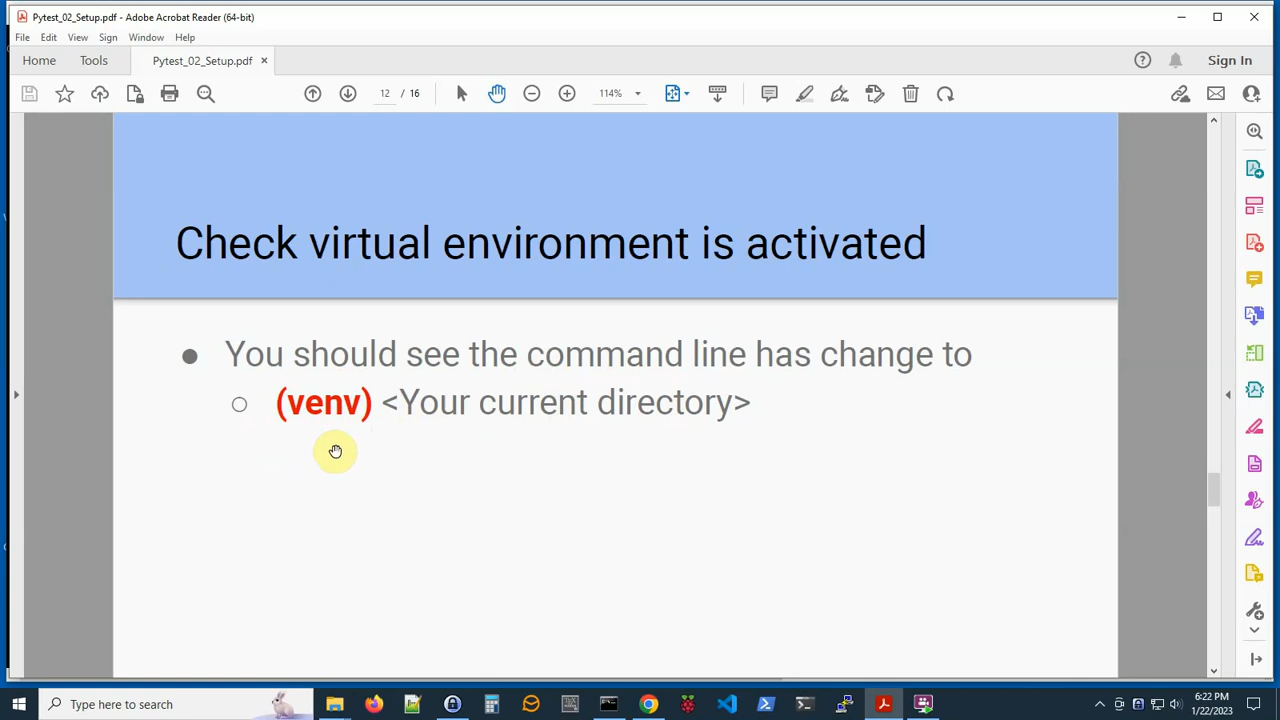 Pytest_02_Setup.pdf - Adobe Acrobat Reader (64-bit)
File Edit View Sign Window Help
Home Tools Pytest_02_Setup.pdf × Sign In
12 / 16 114%
Check virtual environment is activated
● You should see the command line has change to
○ (venv) <Your current directory>
Type here to search
6:22 PM
1/22/2023